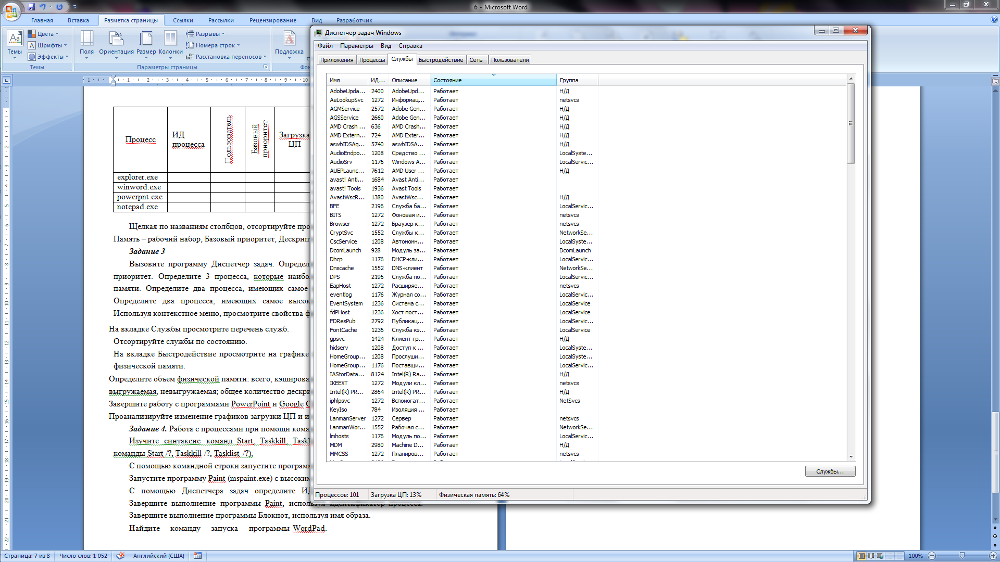 6 - Microsoft Word
Главная Вставка Разметка страницы Ссылки Рассылки Рецензирование Вид Разработчик
Темы
Цвета
Шрифты
Эффекты
Темы
Поля Ориентация Размер Колонки
Разрывы
Номера строк
Расстановка переносов
Параметры страницы
Подложка
Процесс
ИД процесса
Пользователь
Базовый приоритет
Загрузка ЦП
explorer.exe
winword.exe
powerpnt.exe
notepad.exe
Щелкая по названиям столбцов, отсортируйте про
Память – рабочий набор, Базовый приоритет, Дескрип
Задание 3
Вызовите программу Диспетчер задач. Определ
приоритет. Определите 3 процесса, которые наибо
памяти. Определите два процесса, имеющих самое
Определите два процесса, имеющих самое высок
Используя контекстное меню, просмотрите свойства ф
На вкладке Службы просмотрите перечень служб.
Отсортируйте службы по состоянию.
На вкладке Быстродействие просмотрите на графике
физической памяти.
Определите объем физической памяти: всего, кэширова
выгружаемая, невыгружаемая; общее количество дескри
Завершите работу с программами PowerPoint и Google C
Проанализируйте изменение графиков загрузки ЦП и и
Задание 4. Работа с процессами при помощи кома
Изучите синтаксис команд Start, Taskkill, Taskl
команды Start /?, Taskkill /?, Tasklist /?).
С помощью командной строки запустите програм
Запустите программу Paint (mspaint.exe) с высоким
С помощью Диспетчера задач определите ИД
Завершите выполнение программы Paint, используя идентификатор процесса.
Завершите выполнение программы Блокнот, используя имя образа.
Найдите команду запуска программы WordPad.
Диспетчер задач Windows
Файл Параметры Вид Справка
Приложения Процессы Службы Быстродействие Сеть Пользователи
Имя ИД... Описание Состояние Группа
AdobeUpda... 2400 AdobeUpd... Работает Н/Д
AeLookupSvc 1272 Информац... Работает netsvcs
AGMService 2572 Adobe Gen... Работает Н/Д
AGSService 2660 Adobe Gen... Работает Н/Д
AMD Crash ... 636 AMD Crash... Работает Н/Д
AMD Extern... 724 AMD Exter... Работает Н/Д
aswbIDSAg... 5740 aswbIDSA... Работает Н/Д
AudioEndpo... 1208 Средство ... Работает LocalSyste...
AudioSrv 1176 Windows A... Работает LocalServic...
AUEPLaunc... 7612 AMD User ... Работает Н/Д
avast! Anti... 1684 Avast Anti... Работает
avast! Tools 1936 Avast Tools Работает
AvastWscR... 1380 AvastWsc... Работает Н/Д
BFE 2196 Служба ба... Работает LocalServic...
BITS 1272 Фоновая и... Работает netsvcs
Browser 1272 Браузер к... Работает netsvcs
CryptSvc 1552 Службы к... Работает NetworkSe...
CscService 1208 Автономн... Работает LocalSyste...
DcomLaunch 928 Модуль за... Работает DcomLaunch
Dhcp 1176 DHCP-кли... Работает LocalServic...
Dnscache 1552 DNS-клиент Работает NetworkSe...
DPS 2196 Служба по... Работает LocalServic...
EapHost 1272 Расширяе... Работает netsvcs
eventlog 1176 Журнал со... Работает LocalServic...
EventSystem 1236 Система с... Работает LocalService
fdPHost 1236 Хост пост... Работает LocalService
FDResPub 2792 Публикац... Работает LocalServic...
FontCache 1236 Служба кэ... Работает LocalService
gpsvc 1424 Клиент гр... Работает Н/Д
hidserv 1208 Доступ к ... Работает LocalSyste...
HomeGroup... 1208 Прослуши... Работает LocalSyste...
HomeGroup... 1176 Поставщи... Работает LocalServic...
IAStorData... 8124 Intel(R) Ra... Работает Н/Д
IKEEXT 1272 Модули кл... Работает netsvcs
Intel(R) PR... 2864 Intel(R) PR... Работает Н/Д
iphlpsvc 1272 Вспомогат... Работает NetSvcs
KeyIso 784 Изоляция ... Работает
LanmanServer 1272 Сервер Работает netsvcs
LanmanWor... 1552 Рабочая с... Работает NetworkSe...
lmhosts 1176 Модуль по... Работает LocalServic...
MDM 2980 Machine D... Работает Н/Д
MMCSS 1272 Планиров... Работает netsvcs
Службы...
Процессов: 101 Загрузка ЦП: 13% Физическая память: 64%
Страница: 7 из 8 Число слов: 1 052 Английский (США) 100%